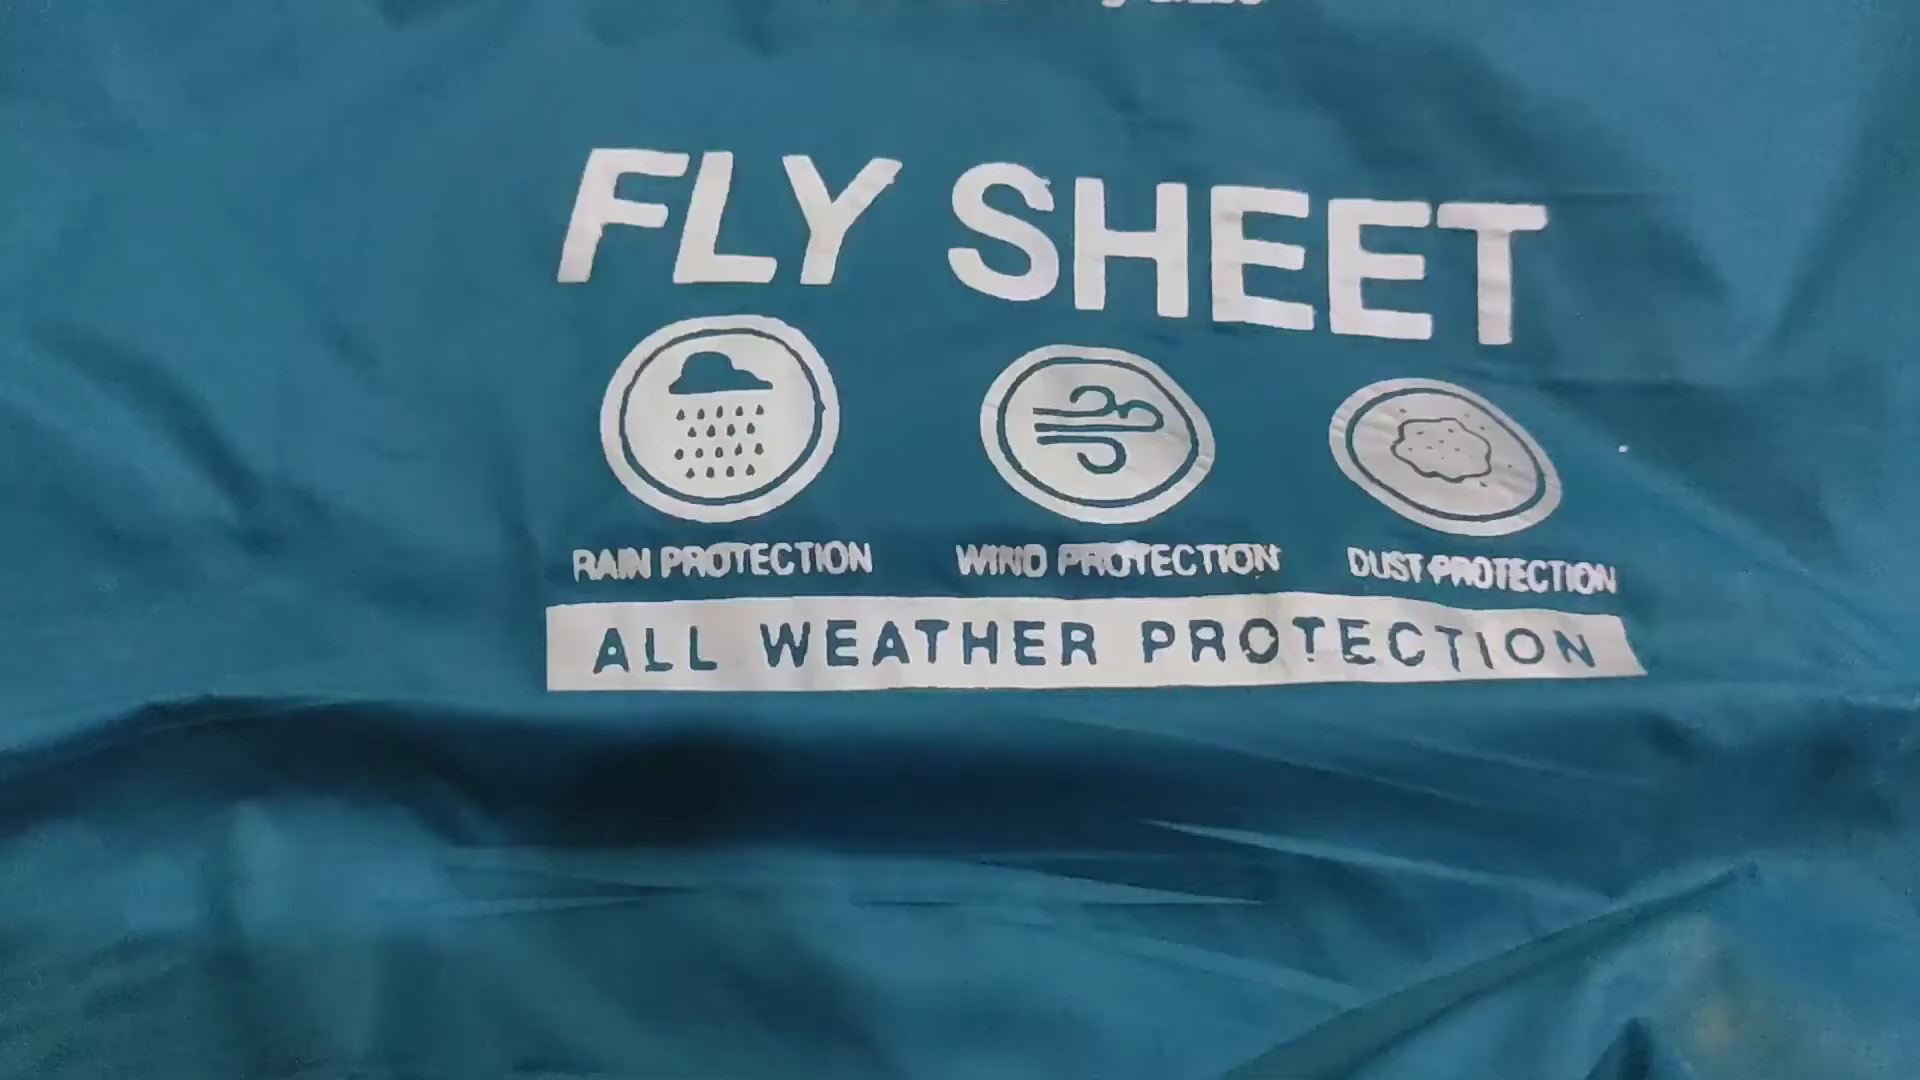 FLY SHEET
RAIN PROTECTION WIND PROTECTION DUST PROTECTION
ALL WEATHER PROTECTION